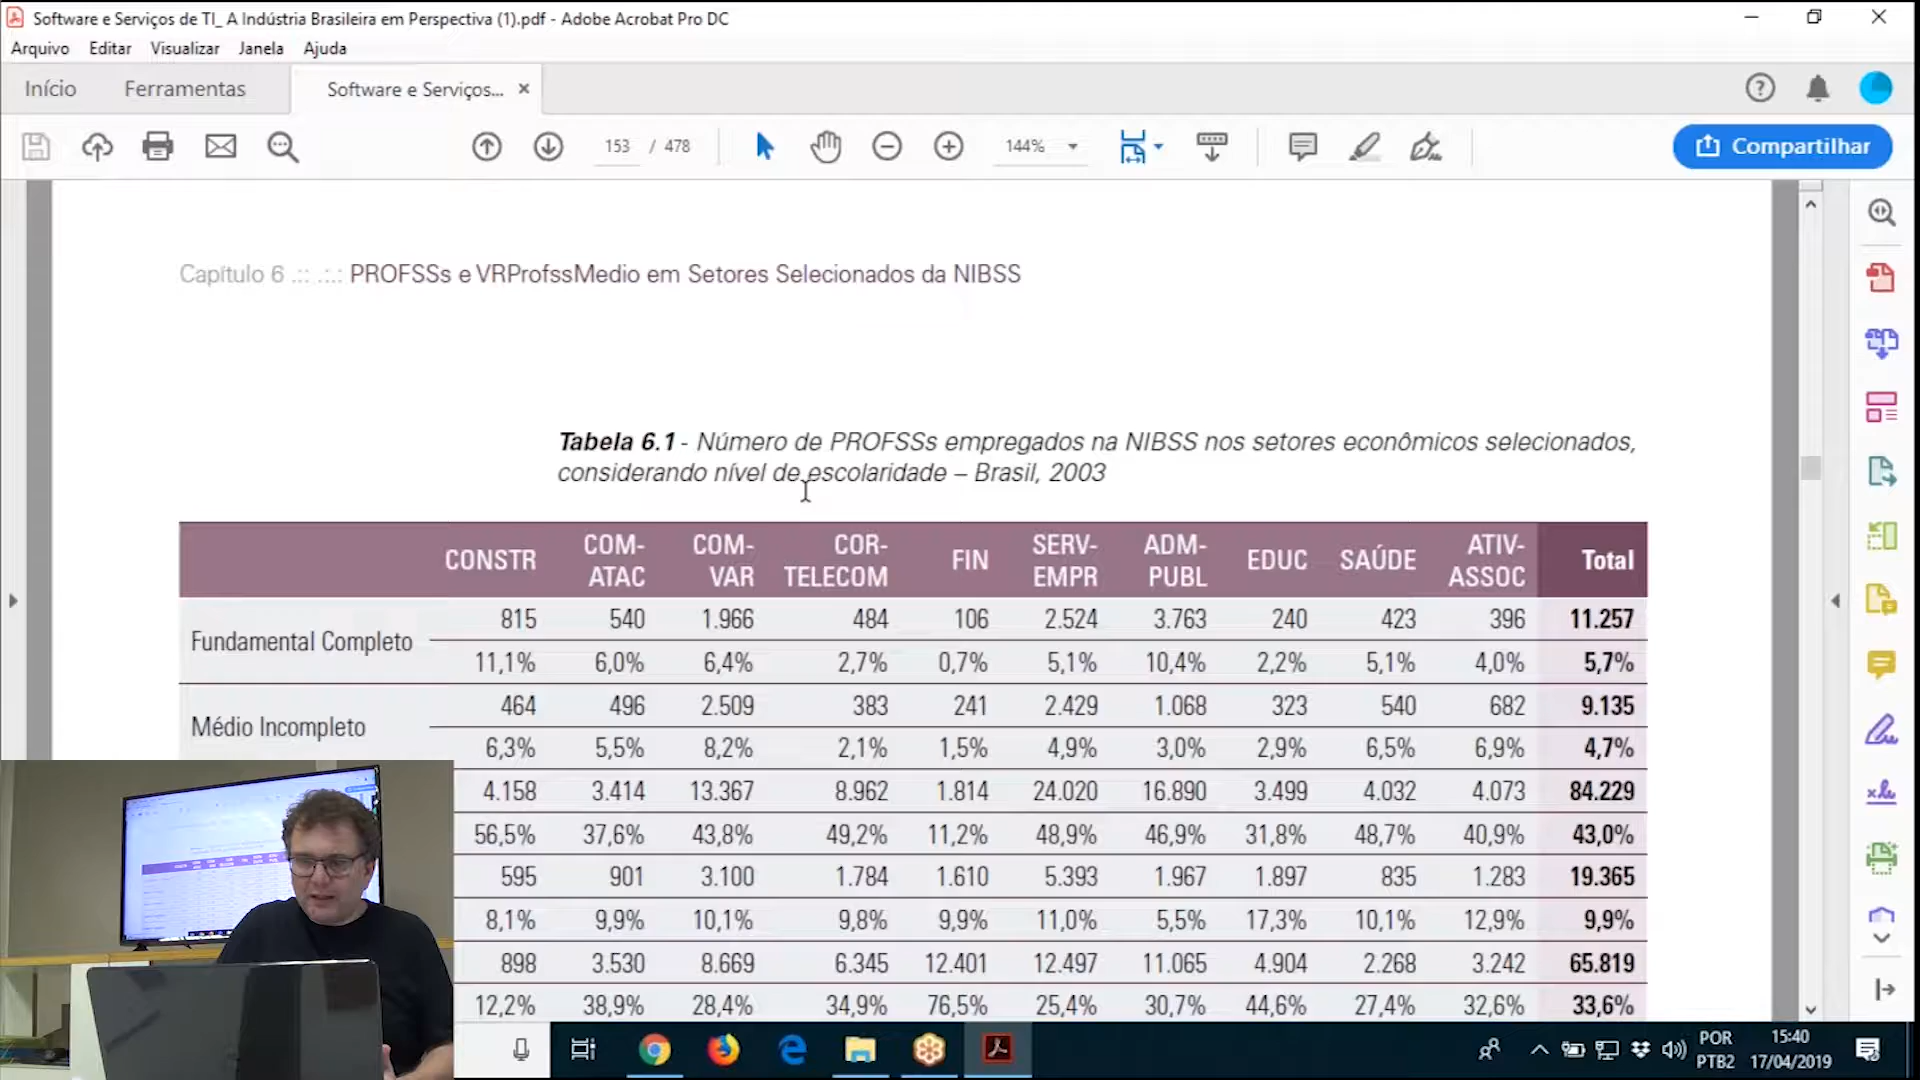 Software e Serviços de TI_ A Indústria Brasileira em Perspectiva (1).pdf - Adobe Acrobat Pro DC
Arquivo Editar Visualizar Janela Ajuda
Início Ferramentas Software e Serviços... ×
153 / 478 144% Compartilhar
Capítulo 6 .:: .:.: PROFSSs e VRProfssMedio em Setores Selecionados da NIBSS
Tabela 6.1 - Número de PROFSSs empregados na NIBSS nos setores econômicos selecionados,
considerando nível de escolaridade – Brasil, 2003
CONSTR COM-ATAC COM-VAR COR-TELECOM FIN SERV-EMPR ADM-PUBL EDUC SAÚDE ATIV-ASSOC Total
Fundamental Completo 815 540 1.966 484 106 2.524 3.763 240 423 396 11.257
11,1% 6,0% 6,4% 2,7% 0,7% 5,1% 10,4% 2,2% 5,1% 4,0% 5,7%
Médio Incompleto 464 496 2.509 383 241 2.429 1.068 323 540 682 9.135
6,3% 5,5% 8,2% 2,1% 1,5% 4,9% 3,0% 2,9% 6,5% 6,9% 4,7%
4.158 3.414 13.367 8.962 1.814 24.020 16.890 3.499 4.032 4.073 84.229
56,5% 37,6% 43,8% 49,2% 11,2% 48,9% 46,9% 31,8% 48,7% 40,9% 43,0%
595 901 3.100 1.784 1.610 5.393 1.967 1.897 835 1.283 19.365
8,1% 9,9% 10,1% 9,8% 9,9% 11,0% 5,5% 17,3% 10,1% 12,9% 9,9%
898 3.530 8.669 6.345 12.401 12.497 11.065 4.904 2.268 3.242 65.819
12,2% 38,9% 28,4% 34,9% 76,5% 25,4% 30,7% 44,6% 27,4% 32,6% 33,6%
POR 15:40
PTB2 17/04/2019